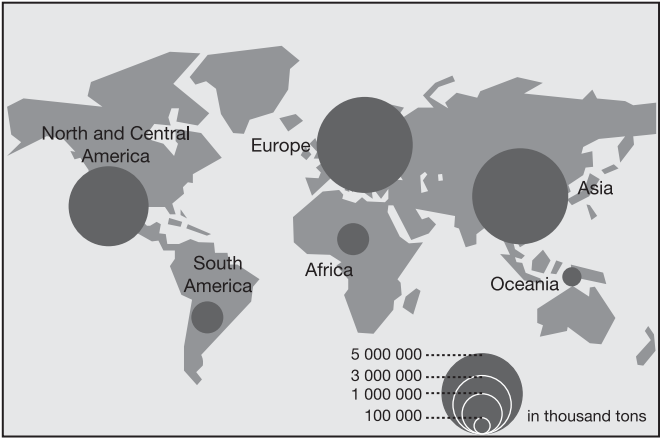 North and Central
America
Europe
Asia
South
America
Africa
Oceania
5 000 000
3 000 000
1 000 000
100 000
in thousand tons